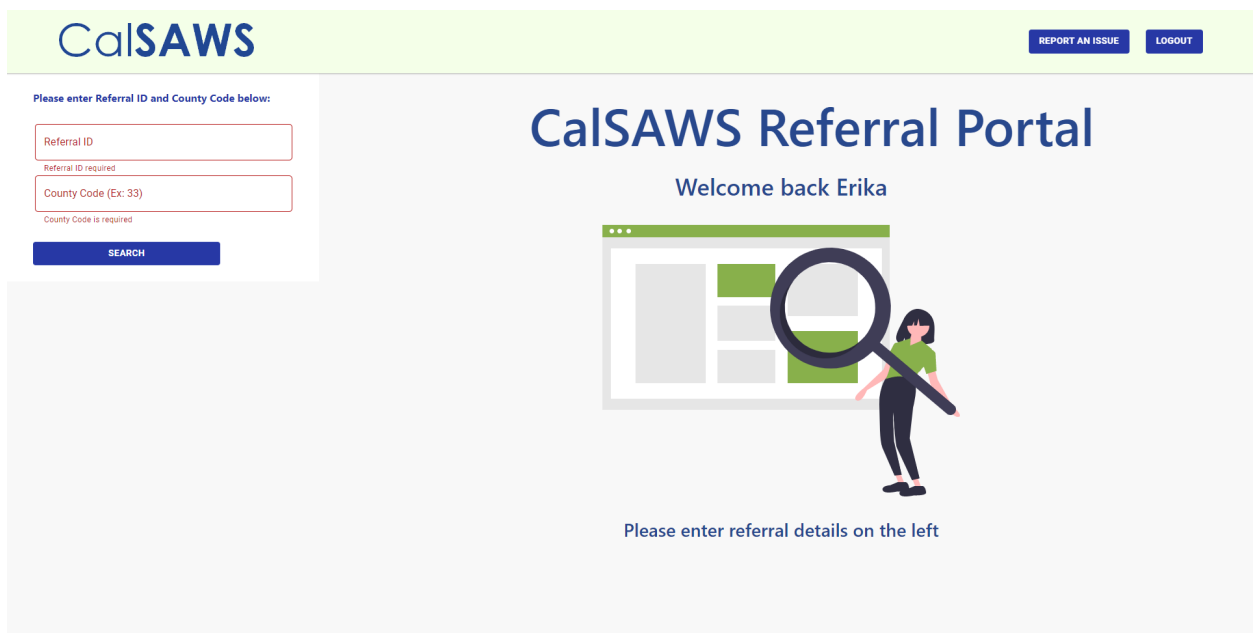 CalSAWS
REPORT AN ISSUE
LOGOUT
Please enter Referral ID and County Code below:
Referral ID
Referral ID required
County Code (Ex: 33)
County Code is required
SEARCH
CalSAWS Referral Portal
Welcome back Erika
Please enter referral details on the left